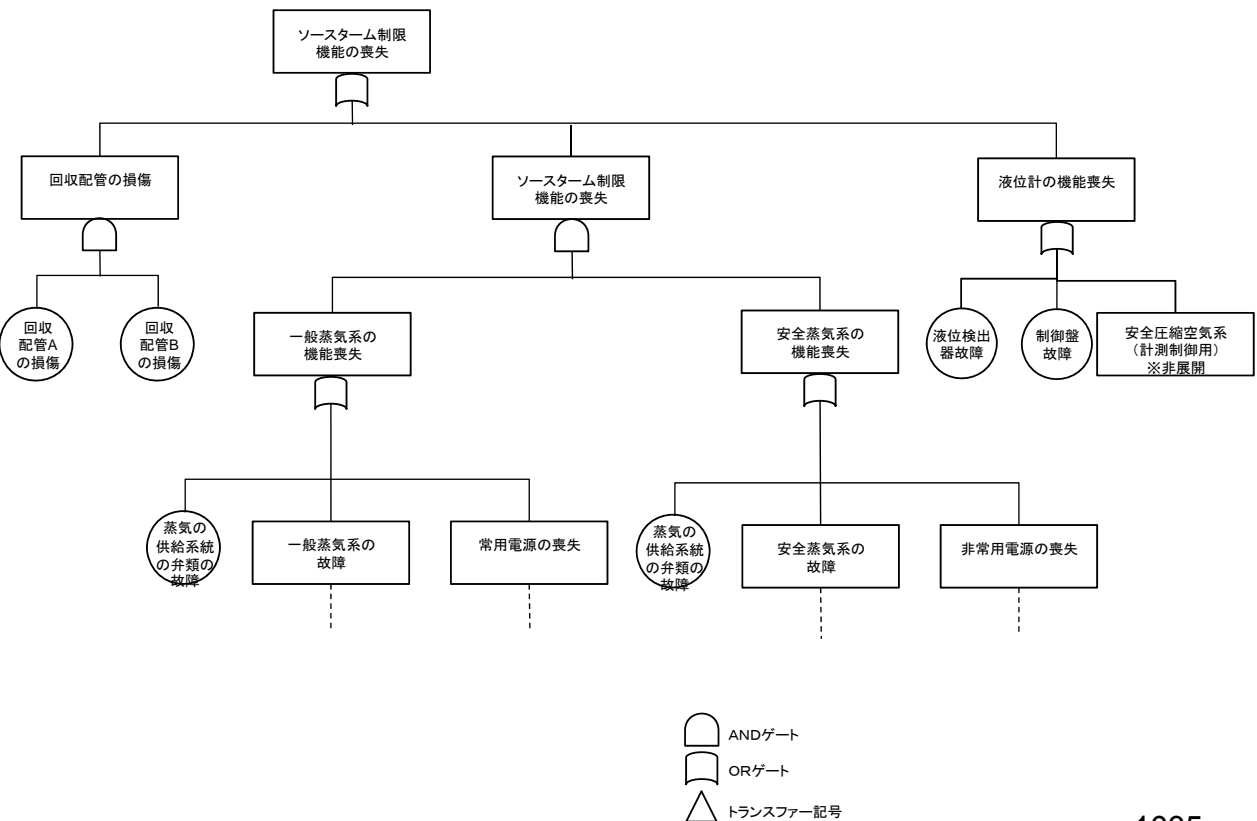 ソースターム制限
機能の喪失
回収配管の損傷
ソースターム制限
機能の喪失
液位計の機能喪失
回収
配管A
の損傷
回収
配管B
の損傷
一般蒸気系の
機能喪失
安全蒸気系の
機能喪失
液位検出
器故障
制御盤
故障
安全圧縮空気系
（計測制御用）
※非展開
蒸気の
供給系統
の弁類の
故障
一般蒸気系の
故障
常用電源の喪失
蒸気の
供給系統
の弁類の
故障
安全蒸気系の
故障
非常用電源の喪失
ANDゲート
ORゲート
トランスファー記号